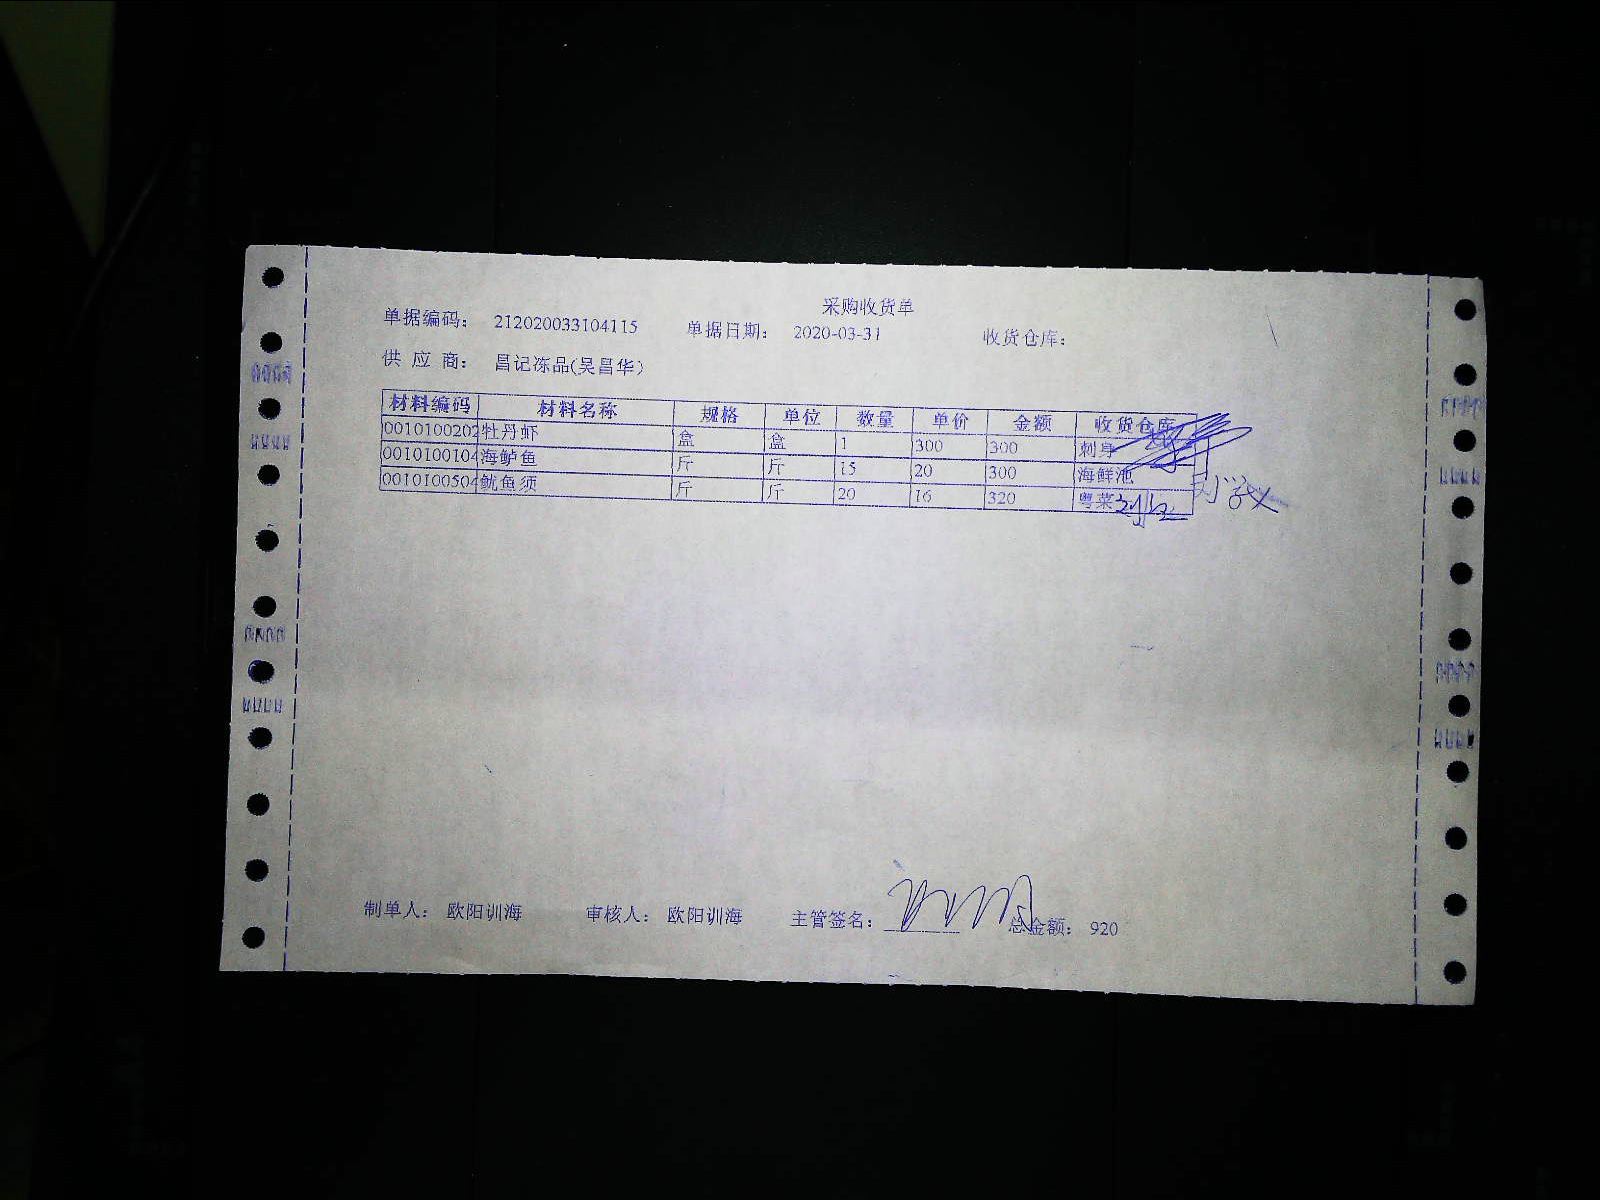 采购收货单
单据编码： 212020033104115 单据日期： 2020-03-31 收货仓库：
供 应 商： 昌记冻品(吴昌华)
材料编码 材料名称 规格 单位 数量 单价 金额 收货仓库
0010100202 牡丹虾 盒 盒 1 300 300 刺身
0010100104 海鲈鱼 斤 斤 15 20 300 海鲜池
0010100504 鱿鱼须 斤 斤 20 16 320 粤菜
制单人： 欧阳训海 审核人： 欧阳训海 主管签名： 总金额： 920